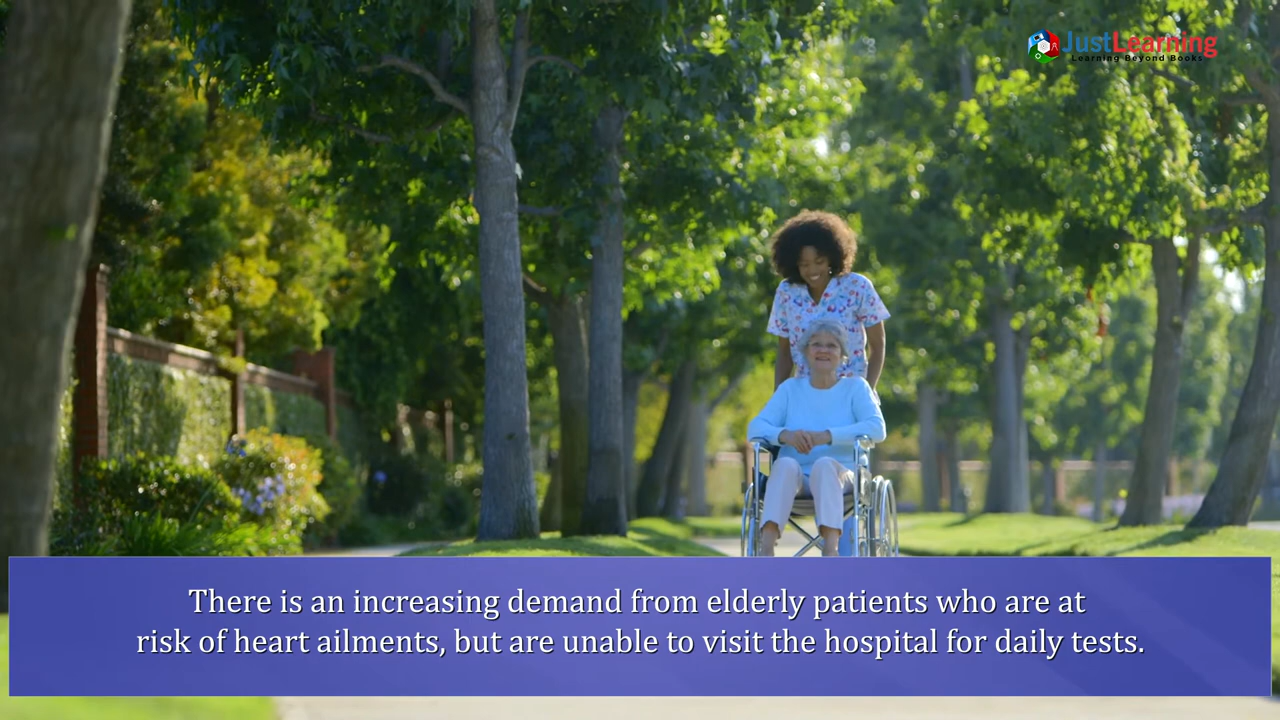 JustLearning
Learning Beyond Books
There is an increasing demand from elderly patients who are at
risk of heart ailments, but are unable to visit the hospital for daily tests.